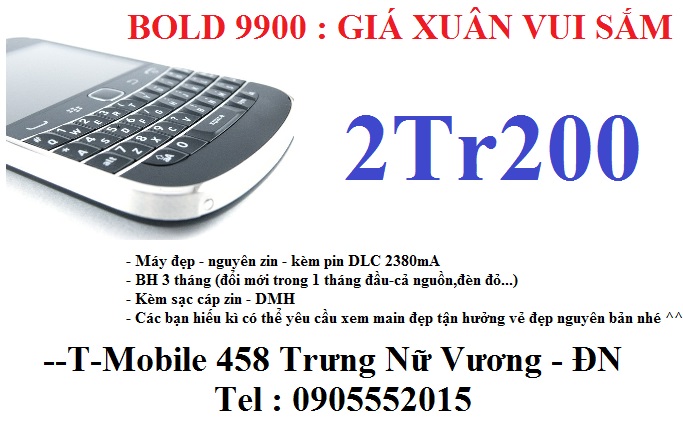 BOLD 9900 : GIÁ XUÂN VUI SẮM
2Tr200
- Máy đẹp - nguyên zin - kèm pin DLC 2380mA
- BH 3 tháng (đổi mới trong 1 tháng đầu-cả nguồn,đèn đỏ...)
- Kèm sạc cáp zin - DMH
- Các bạn hiếu kì có thể yêu cầu xem main đẹp tận hưởng vẻ đẹp nguyên bản nhé ^^
--T-Mobile 458 Trưng Nữ Vương - ĐN
Tel : 0905552015